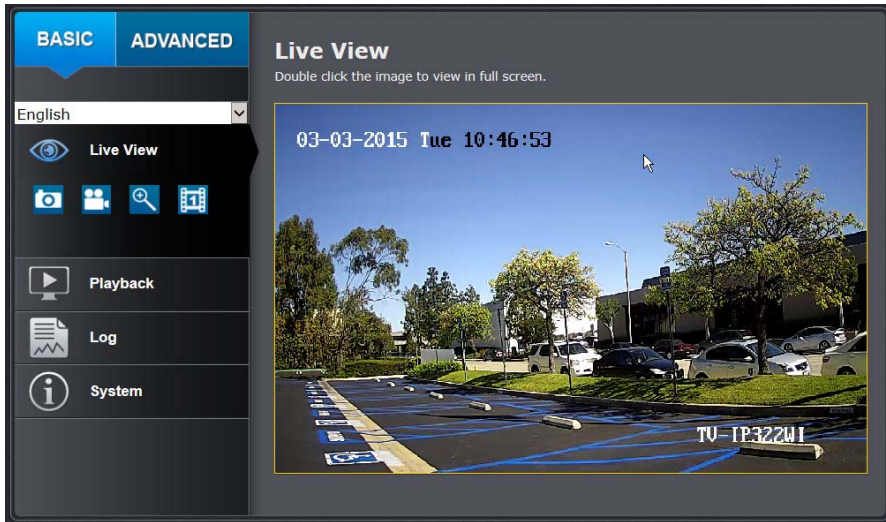 BASIC
ADVANCED
Live View
Double click the image to view in full screen.
English
Live View
1
Playback
Log
i
System
03-03-2015 Tue 10:46:53
TV-IP322WI